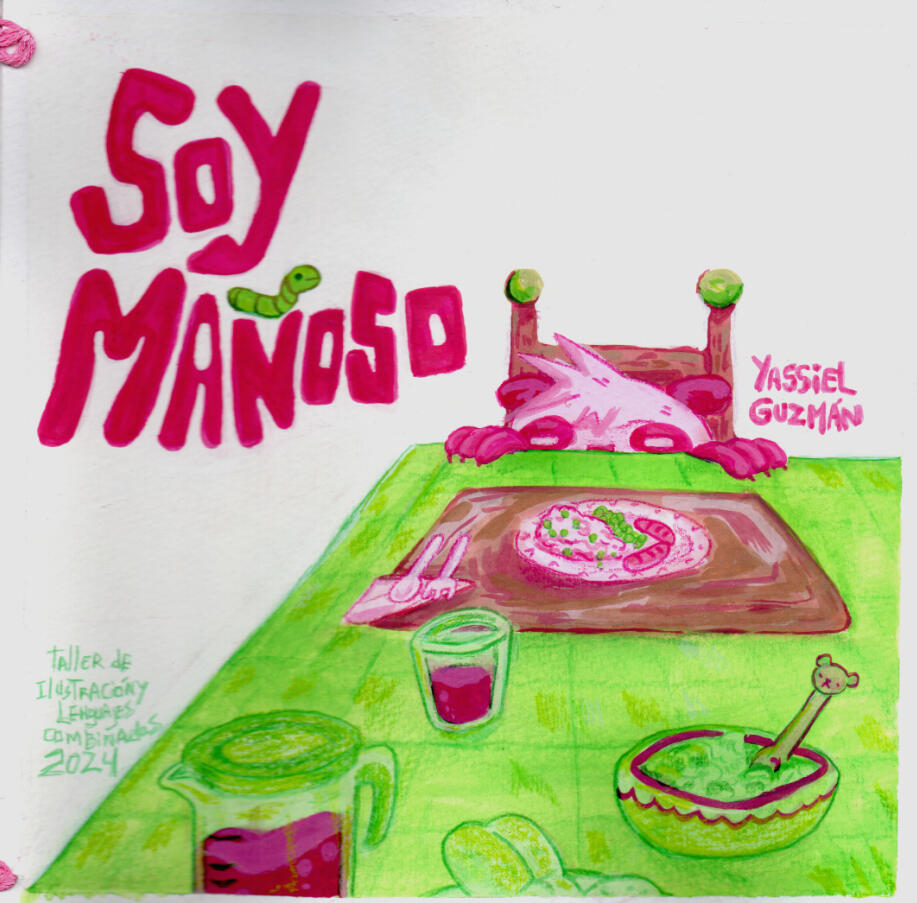 SOY
MAÑOSO
YASSIEL
GUZMÁN
TALLER DE
ILUSTRACIÓN Y
LENGUAJES
COMBINADOS
2024